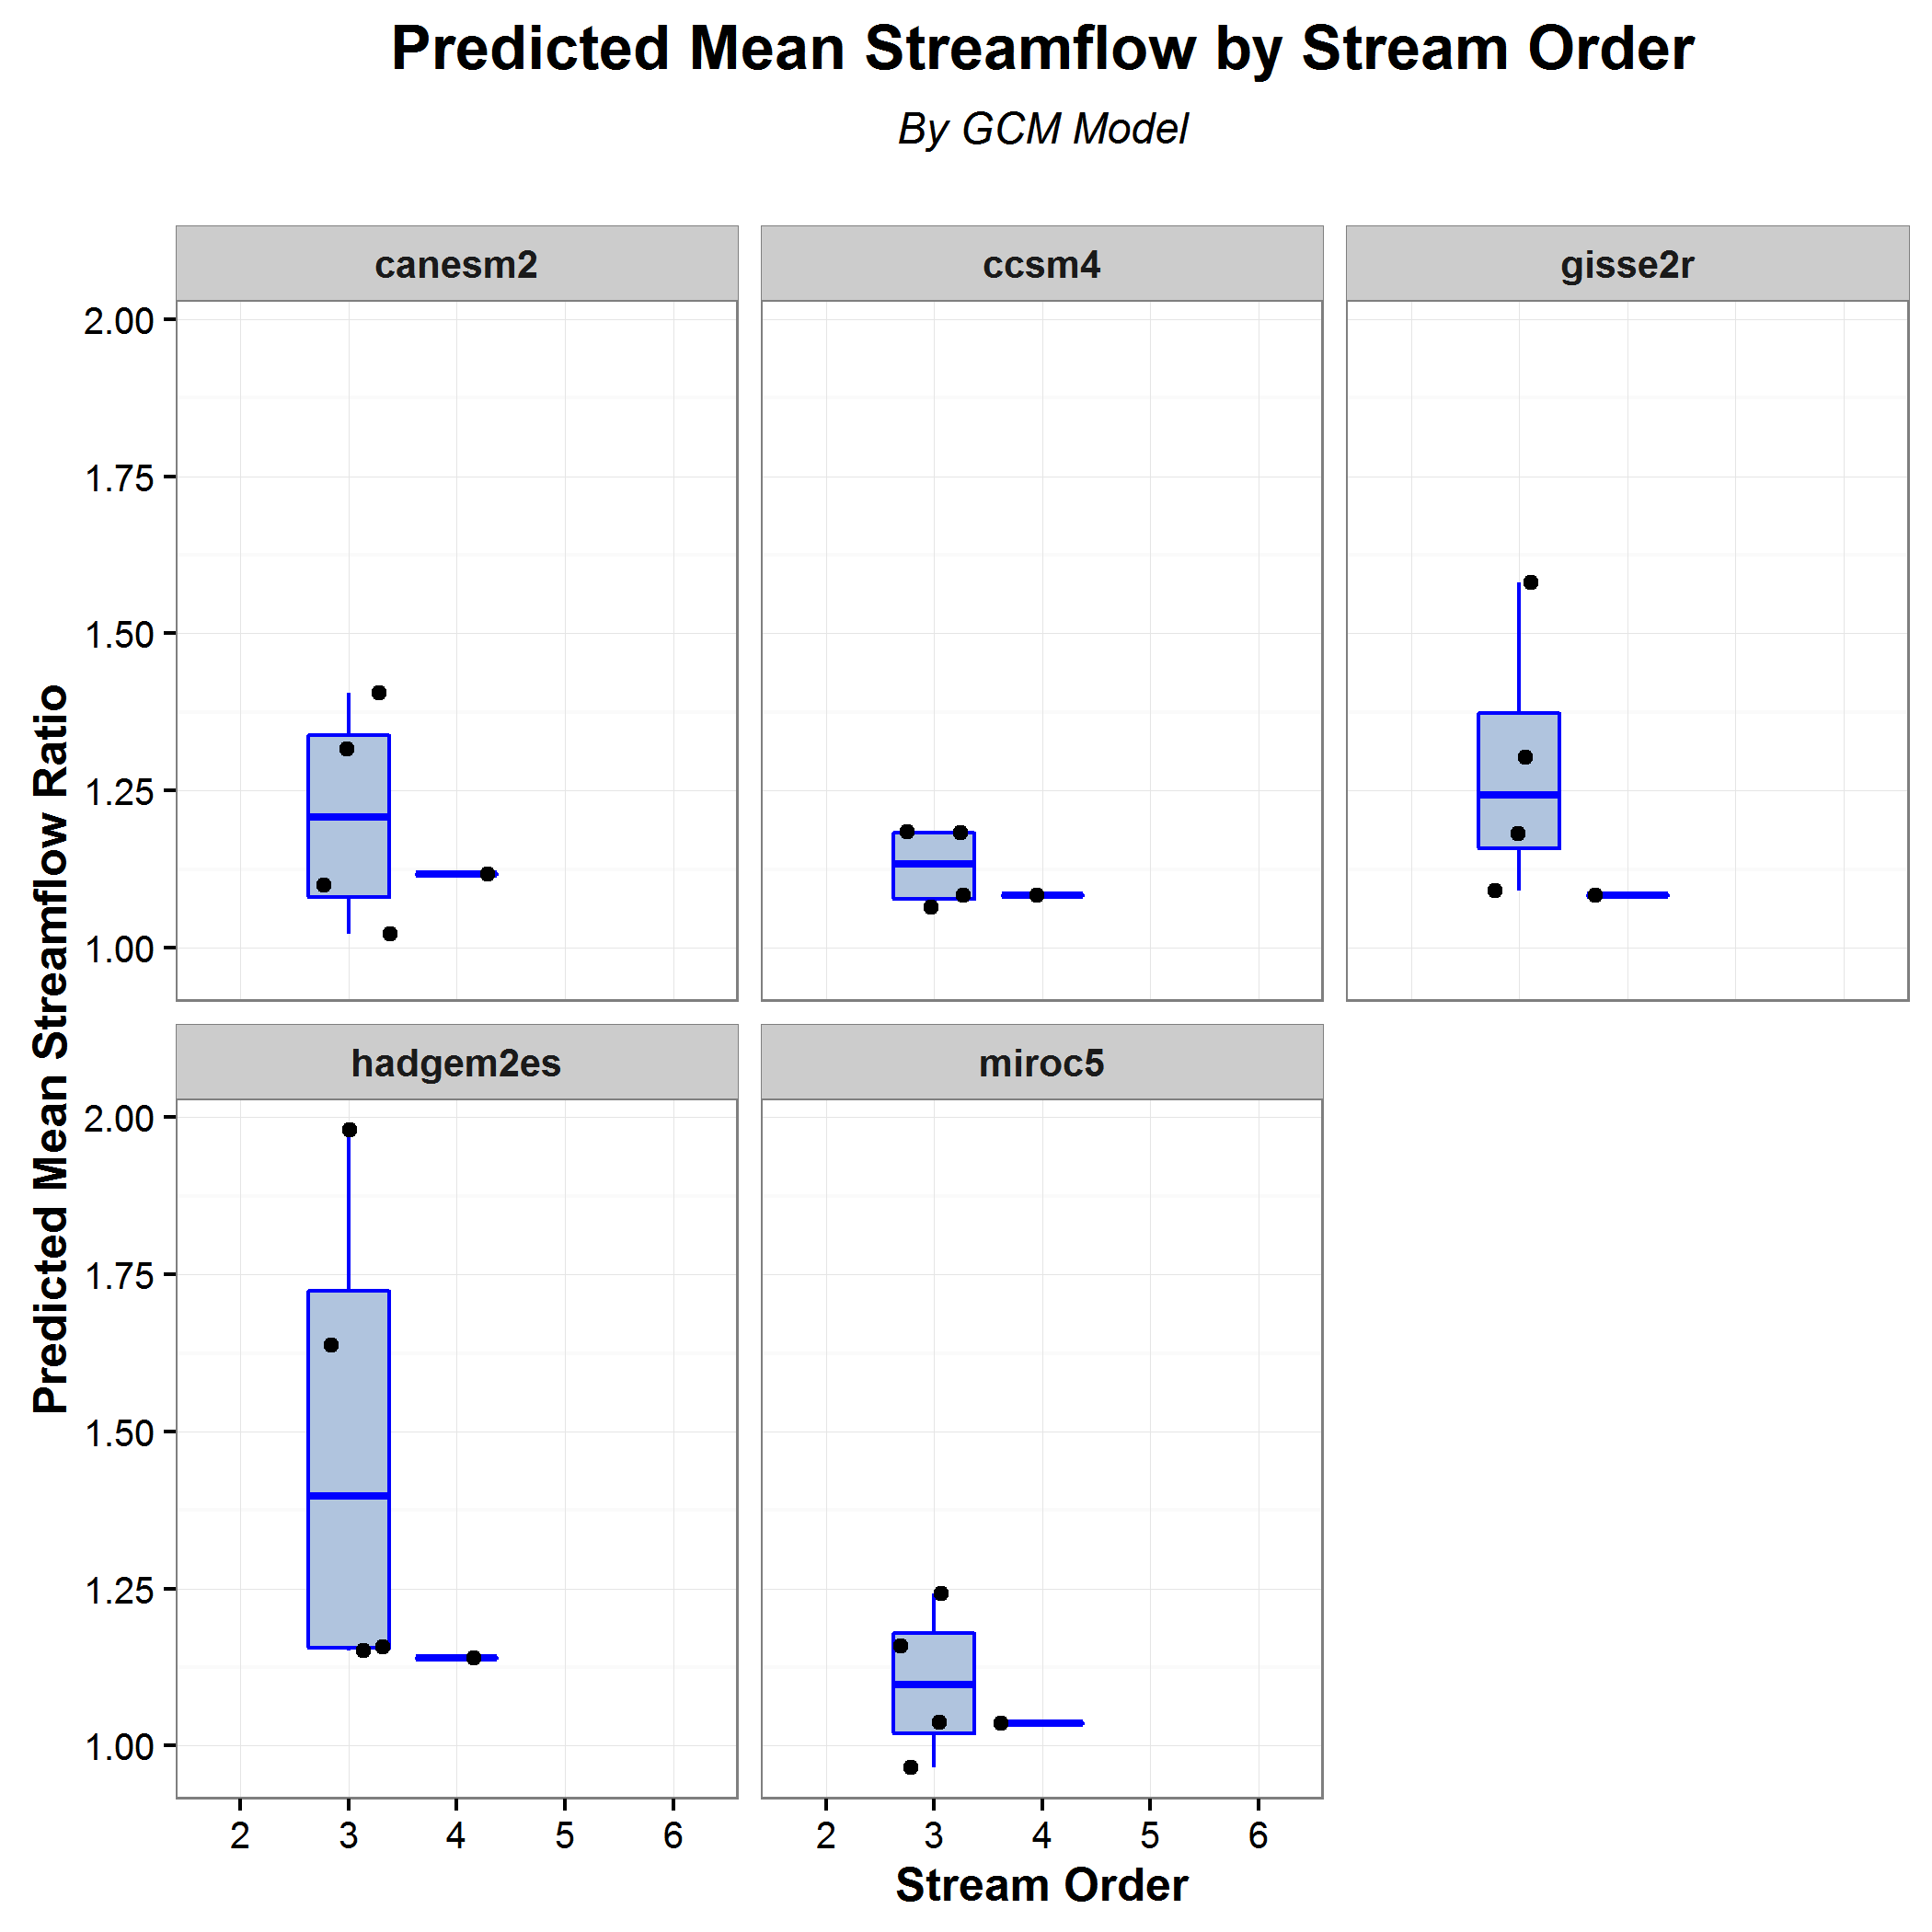 Predicted Mean Streamflow by Stream Order
By GCM Model
canesm2
ccsm4
gisse2r
2.00
1.75
1.50
1.25
1.00
Predicted Mean Streamflow Ratio
hadgem2es
miroc5
2.00
1.75
1.50
1.25
1.00
2 3 4 5 6
2 3 4 5 6
Stream Order